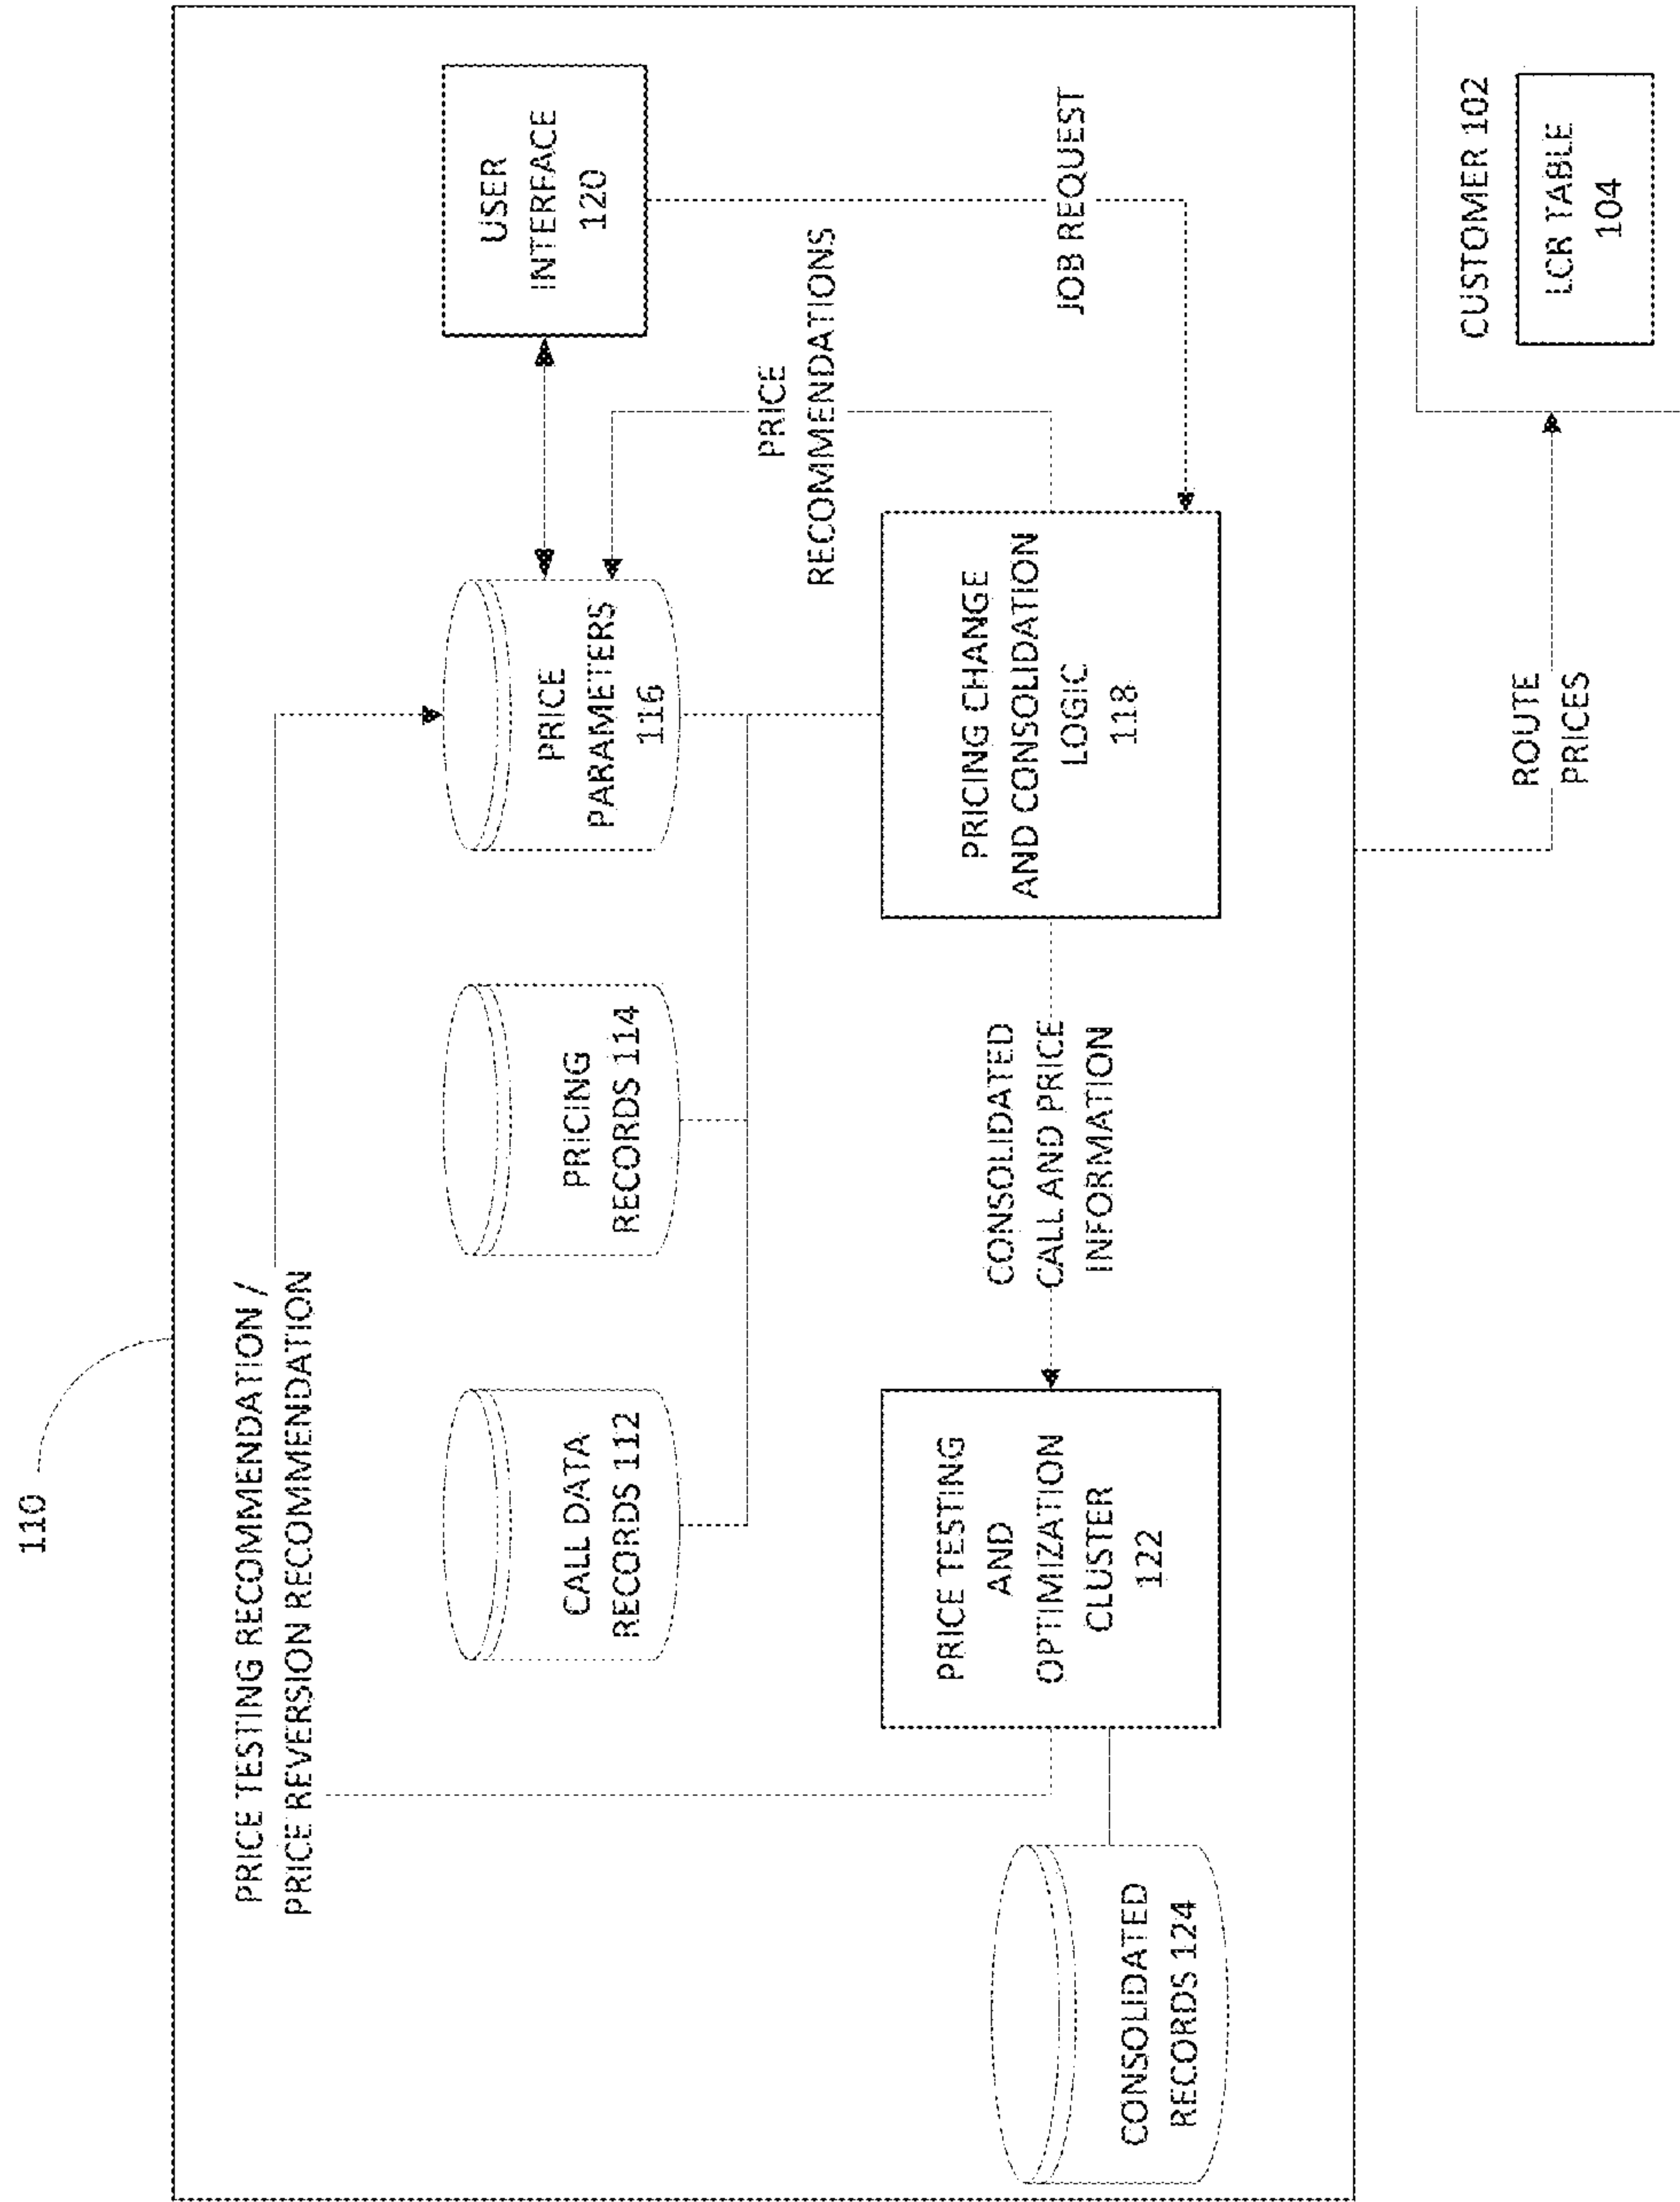 110
PRICE TESTING RECOMMENDATION /
PRICE REVERSION RECOMMENDATION
CALL DATA
RECORDS 112
PRICING
RECORDS 114
PRICE
PARAMETERS
116
USER
INTERFACE
120
PRICE
RECOMMENDATIONS
JOB REQUEST
CONSOLIDATED
RECORDS 124
PRICE TESTING
AND
OPTIMIZATION
CLUSTER
122
CONSOLIDATED
CALL AND PRICE
INFORMATION
PRICING CHANGE
AND CONSOLIDATION
LOGIC
118
ROUTE
PRICES
CUSTOMER 102
LCR TABLE
104